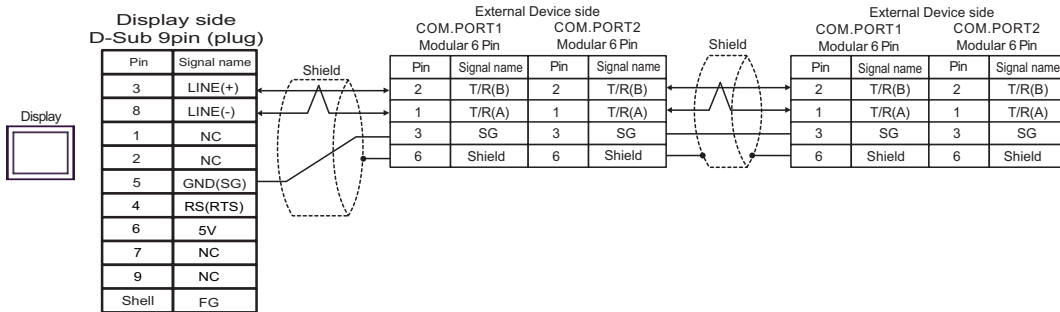 Display
Display side
D-Sub 9pin (plug)
Pin Signal name
3 LINE(+)
8 LINE(-)
1 NC
2 NC
5 GND(SG)
4 RS(RTS)
6 5V
7 NC
9 NC
Shell FG
Shield
External Device side
COM.PORT1 COM.PORT2
Modular 6 Pin Modular 6 Pin
Pin Signal name Pin Signal name
2 T/R(B) 2 T/R(B)
1 T/R(A) 1 T/R(A)
3 SG 3 SG
6 Shield 6 Shield
Shield
External Device side
COM.PORT1 COM.PORT2
Modular 6 Pin Modular 6 Pin
Pin Signal name Pin Signal name
2 T/R(B) 2 T/R(B)
1 T/R(A) 1 T/R(A)
3 SG 3 SG
6 Shield 6 Shield